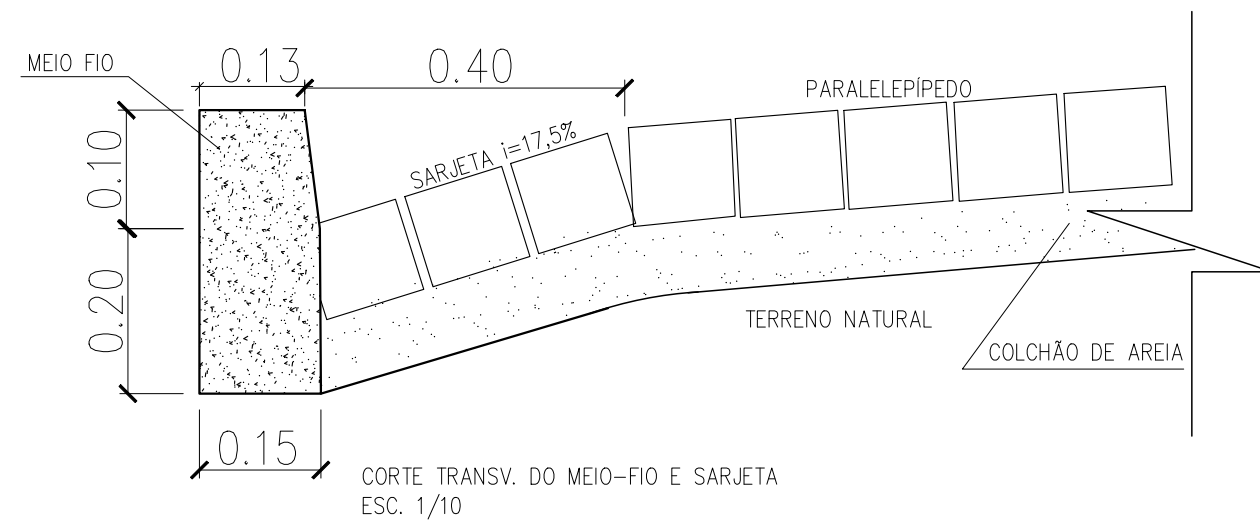 MEIO FIO
0.13
0.40
PARALELEPÍPEDO
0.10
SARJETA i=17,5%
0.20
TERRENO NATURAL
COLCHÃO DE AREIA
0.15
CORTE TRANSV. DO MEIO-FIO E SARJETA
ESC. 1/10